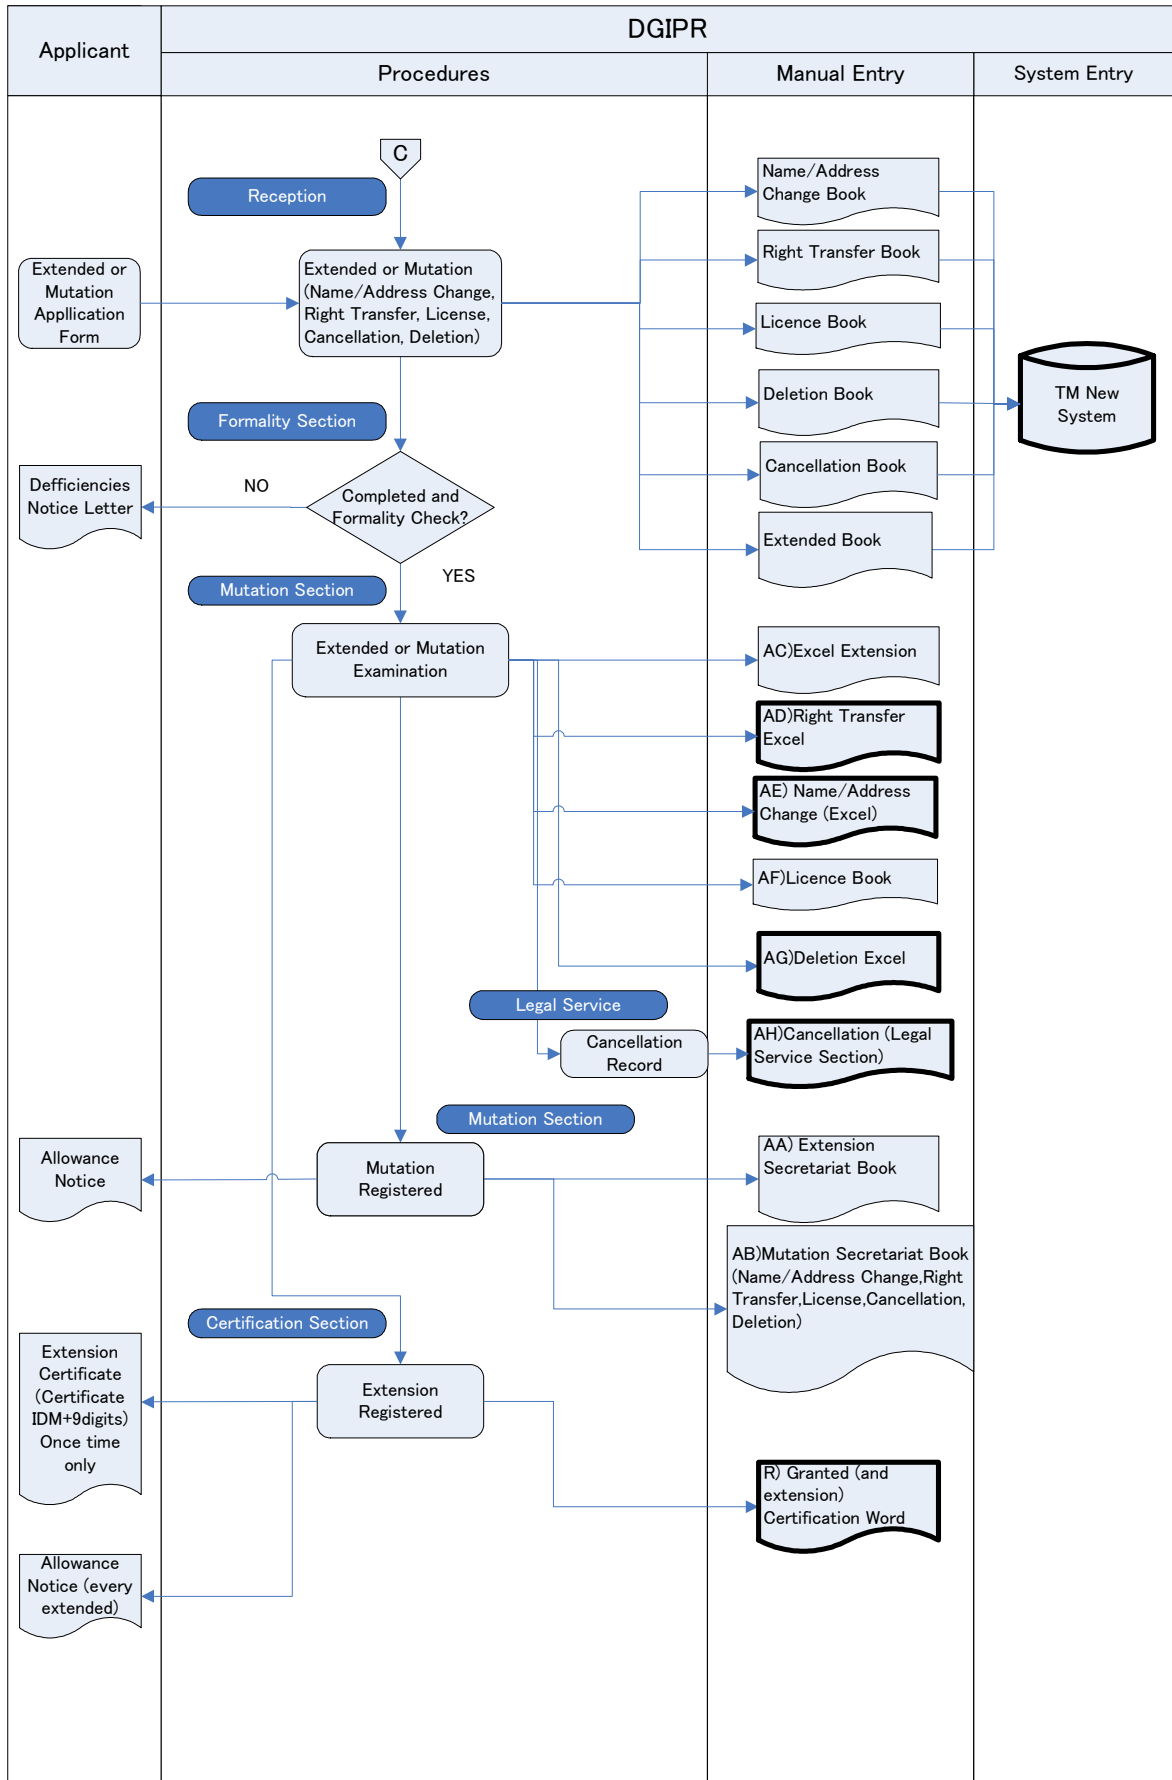 DGIPR
Applicant
Procedures
Manual Entry
System Entry
C
Reception
Name/Address
Change Book
Right Transfer Book
Extended or
Mutation
Appllication
Form
Extended or Mutation
(Name/Address Change,
Right Transfer, License,
Cancellation, Deletion)
Licence Book
Deletion Book
TM New
System
Formality Section
Cancellation Book
Defficiencies
Notice Letter
NO
Completed and
Formality Check?
Extended Book
YES
Mutation Section
Extended or Mutation
Examination
AC)Excel Extension
AD)Right Transfer
Excel
AE) Name/Address
Change (Excel)
AF)Licence Book
AG)Deletion Excel
Legal Service
Cancellation
Record
AH)Cancellation (Legal
Service Section)
Mutation Section
Allowance
Notice
Mutation
Registered
AA) Extension
Secretariat Book
AB)Mutation Secretariat Book
(Name/Address Change,Right
Transfer,License,Cancellation,
Deletion)
Certification Section
Extension
Certificate
(Certificate
IDM+9digits)
Once time
only
Extension
Registered
R) Granted (and
extension)
Certification Word
Allowance
Notice (every
extended)